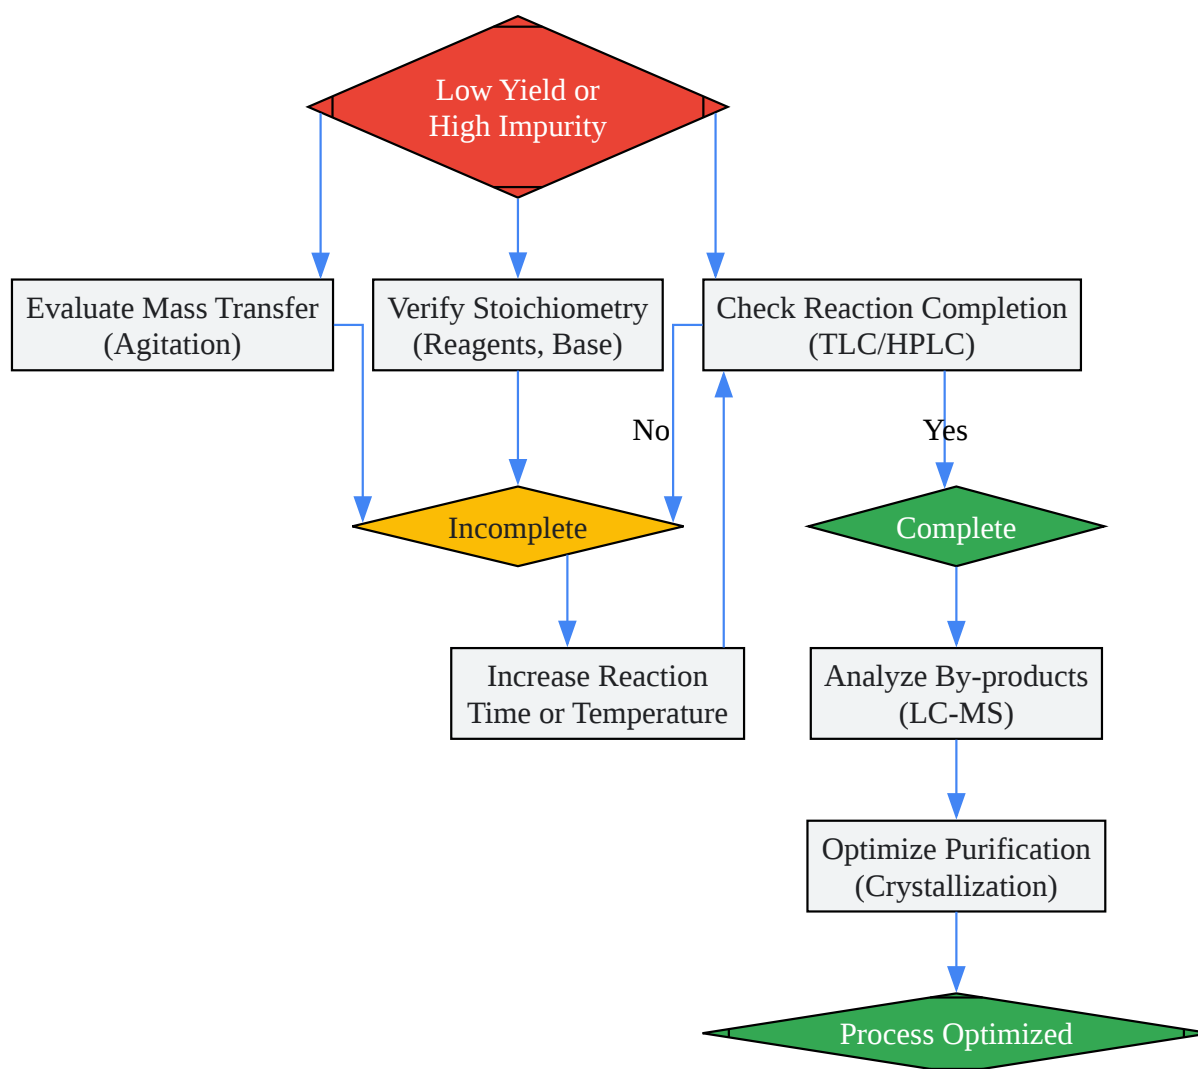 Low Yield or
High Impurity
Evaluate Mass Transfer
(Agitation)
Verify Stoichiometry
(Reagents, Base)
Check Reaction Completion
(TLC/HPLC)
No
Yes
Incomplete
Complete
Increase Reaction
Time or Temperature
Analyze By-products
(LC-MS)
Optimize Purification
(Crystallization)
Process Optimized